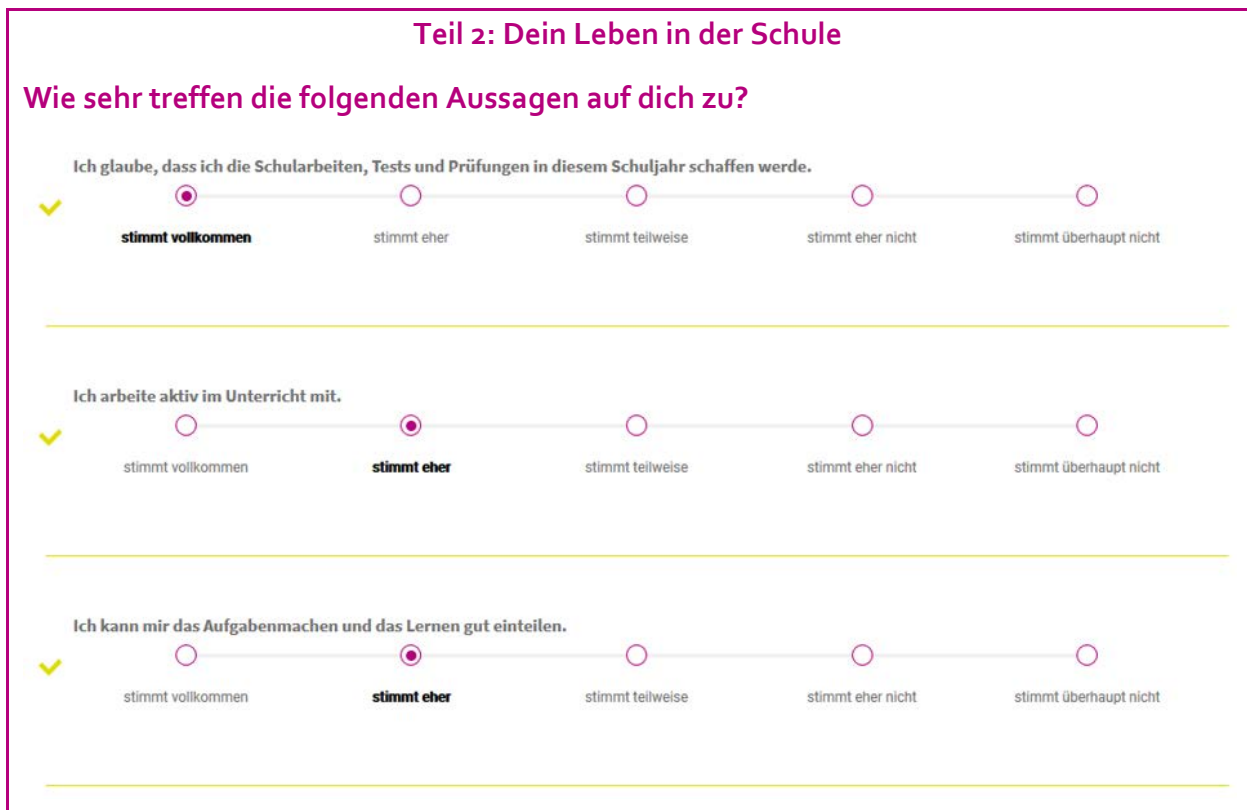 Teil 2: Dein Leben in der Schule
Wie sehr treffen die folgenden Aussagen auf dich zu?
Ich glaube, dass ich die Schularbeiten, Tests und Prüfungen in diesem Schuljahr schaffen werde.
stimmt vollkommen stimmt eher stimmt teilweise stimmt eher nicht stimmt überhaupt nicht
Ich arbeite aktiv im Unterricht mit.
stimmt vollkommen stimmt eher stimmt teilweise stimmt eher nicht stimmt überhaupt nicht
Ich kann mir das Aufgabenmachen und das Lernen gut einteilen.
stimmt vollkommen stimmt eher stimmt teilweise stimmt eher nicht stimmt überhaupt nicht